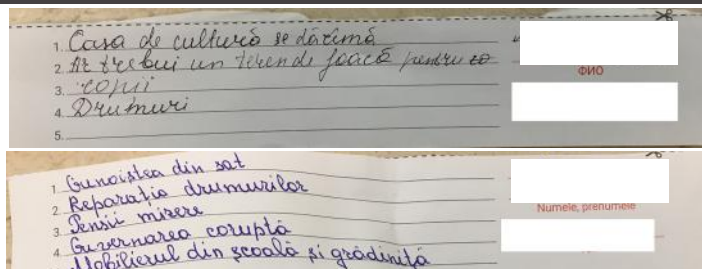 1. Casa de cultură se dărîmă
2. Ar trebui un teren de joacă pentru co
ФИО
3. copii
4. Drumuri
5.
1. Gunoiștea din sat
2. Reparația drumurilor
Numele, prenumele
3. Pensii mizere
4. Guvernarea coruptă
Mobilierul din școală și grădiniță